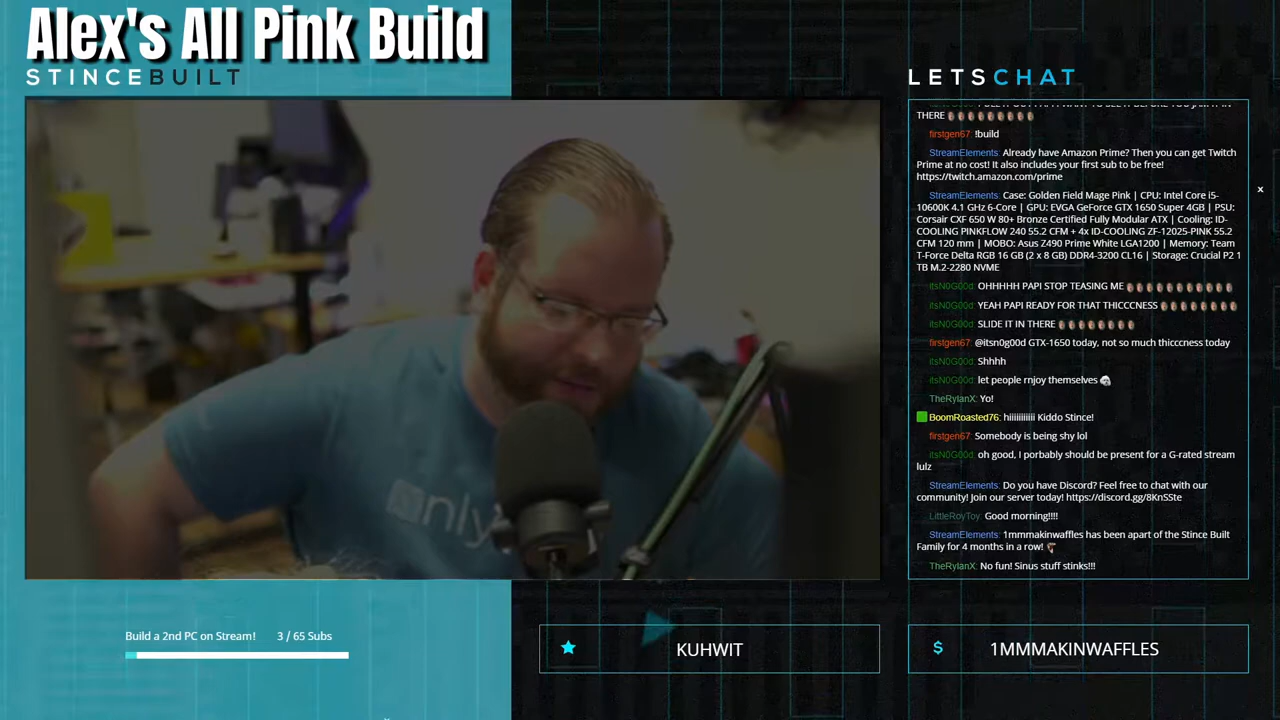 Alex's All Pink Build
STINCEBUILT
LETSCHAT
THERE
firstgen67: !build
StreamElements: Already have Amazon Prime? Then you can get Twitch
Prime at no cost! It also includes your first sub to be free!
https://twitch.amazon.com/prime
StreamElements: Case: Golden Field Mage Pink | CPU: Intel Core i5-
10600K 4.1 GHz 6-Core | GPU: EVGA GeForce GTX 1650 Super 4GB | PSU:
Corsair CXF 650 W 80+ Bronze Certified Fully Modular ATX | Cooling: ID-
COOLING PINKFLOW 240 55.2 CFM + 4x ID-COOLING ZF-12025-PINK 55.2
CFM 120 mm | MOBO: Asus Z490 Prime White LGA1200 | Memory: Team
T-Force Delta RGB 16 GB (2 x 8 GB) DDR4-3200 CL16 | Storage: Crucial P2 1
TB M.2-2280 NVME
itsN0G00d: OHHHHH PAPI STOP TEASING ME
itsN0G00d: YEAH PAPI READY FOR THAT THICCCNESS
itsN0G00d: SLIDE IT IN THERE
firstgen67: @itsn0g00d GTX-1650 today, not so much thicccness today
itsN0G00d: Shhhh
itsN0G00d: let people rnjoy themselves
TheRylanX: Yo!
BoomRoasted76: hiiiiiiiiiii Kiddo Stince!
firstgen67: Somebody is being shy lol
itsN0G00d: oh good, I porbably should be present for a G-rated stream
lulz
StreamElements: Do you have Discord? Feel free to chat with our
community! Join our server today! https://discord.gg/8KnSSte
LittleRoyToy: Good morning!!!!
StreamElements: 1mmmakinwaffles has been apart of the Stince Built
Family for 4 months in a row!
TheRylanX: No fun! Sinus stuff stinks!!!
x
only
Build a 2nd PC on Stream! 3 / 65 Subs
KUHWIT
$ 1MMMAKINWAFFLES